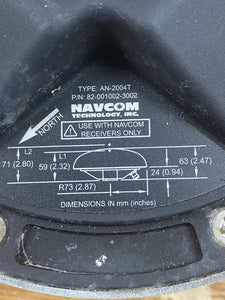 TYPE: AN-2004T
P/N: 82-001002-3002
NAVCOM
TECHNOLOGY, INC.
NORTH
USE WITH NAVCOM
RECEIVERS ONLY
L2
L1
71 (2.80)
59 (2.32)
63 (2.47)
24 (0.94)
R73 (2.87)
DIMENSIONS IN mm (inches)